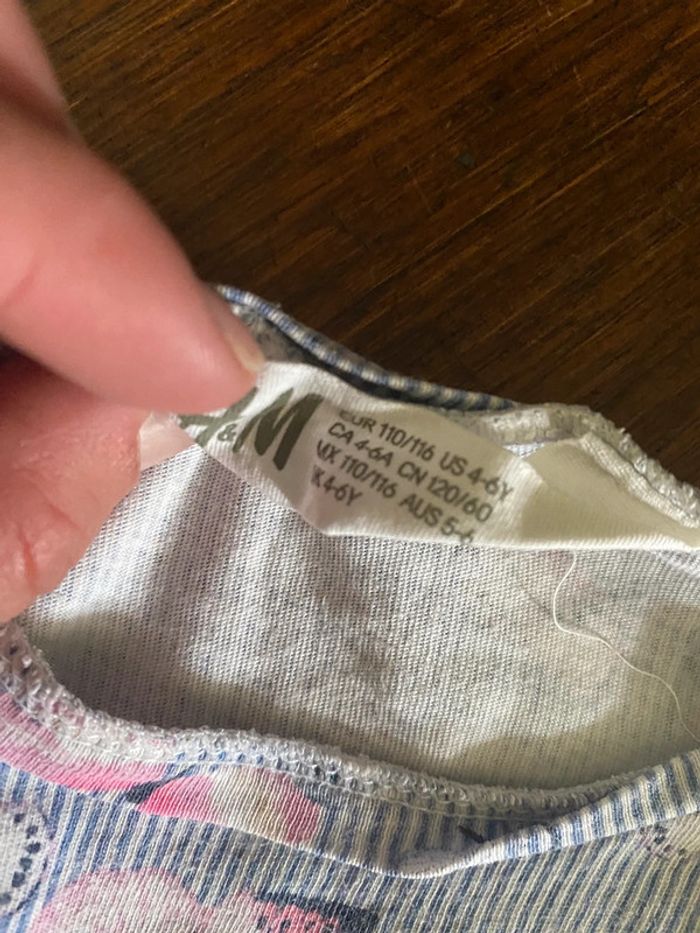 H&M
EUR 110/116 US 4-6Y
CA 4-6A CN 120/60
MX 110/116 AUS 5-6
K 4-6Y